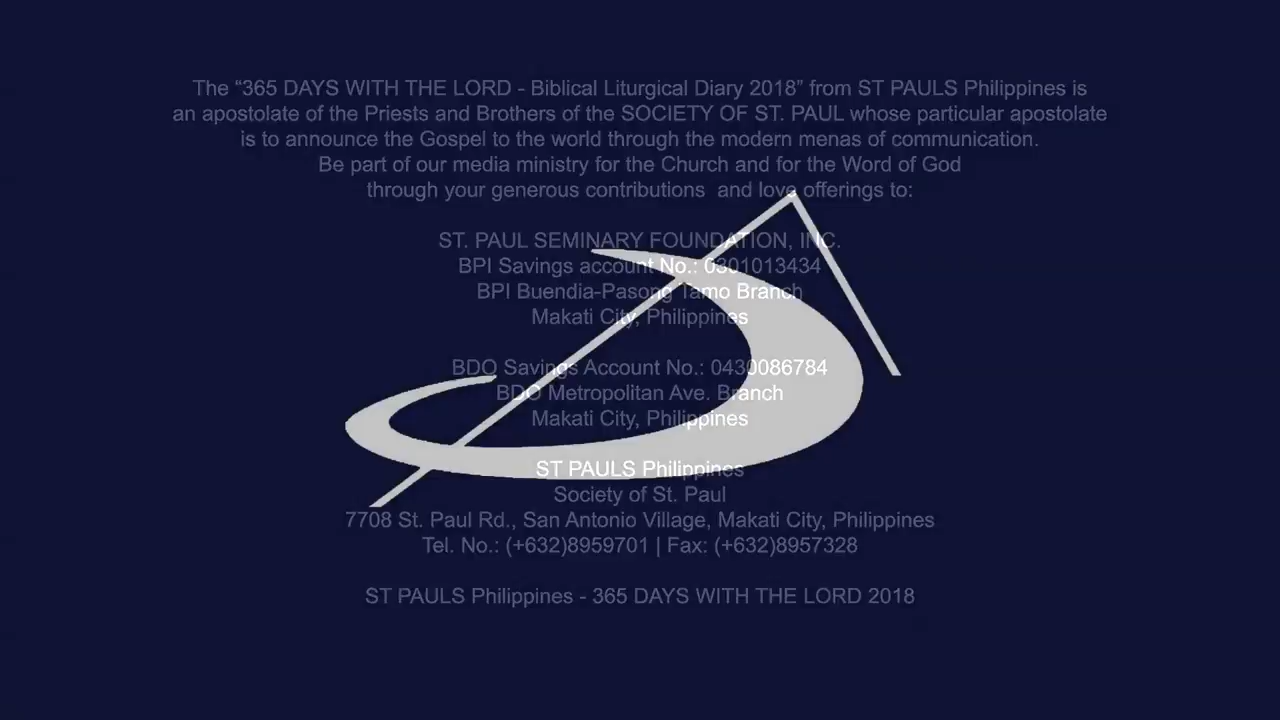 The “365 DAYS WITH THE LORD - Biblical Liturgical Diary 2018” from ST PAULS Philippines is
an apostolate of the Priests and Brothers of the SOCIETY OF ST. PAUL whose particular apostolate
is to announce the Gospel to the world through the modern menas of communication.
Be part of our media ministry for the Church and for the Word of God
through your generous contributions and love offerings to:
ST. PAUL SEMINARY FOUNDATION, INC.
BPI Savings account No.: 0301013434
BPI Buendia-Pasong Tamo Branch
Makati City, Philippines
BDO Savings Account No.: 0430086784
BDO Metropolitan Ave. Branch
Makati City, Philippines
ST PAULS Philippines
Society of St. Paul
7708 St. Paul Rd., San Antonio Village, Makati City, Philippines
Tel. No.: (+632)8959701 | Fax: (+632)8957328
ST PAULS Philippines - 365 DAYS WITH THE LORD 2018